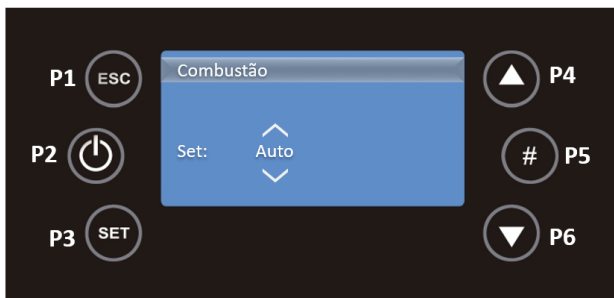 P1 ESC
Combustão
P4
P2
Set: Auto
# P5
P3 SET
P6